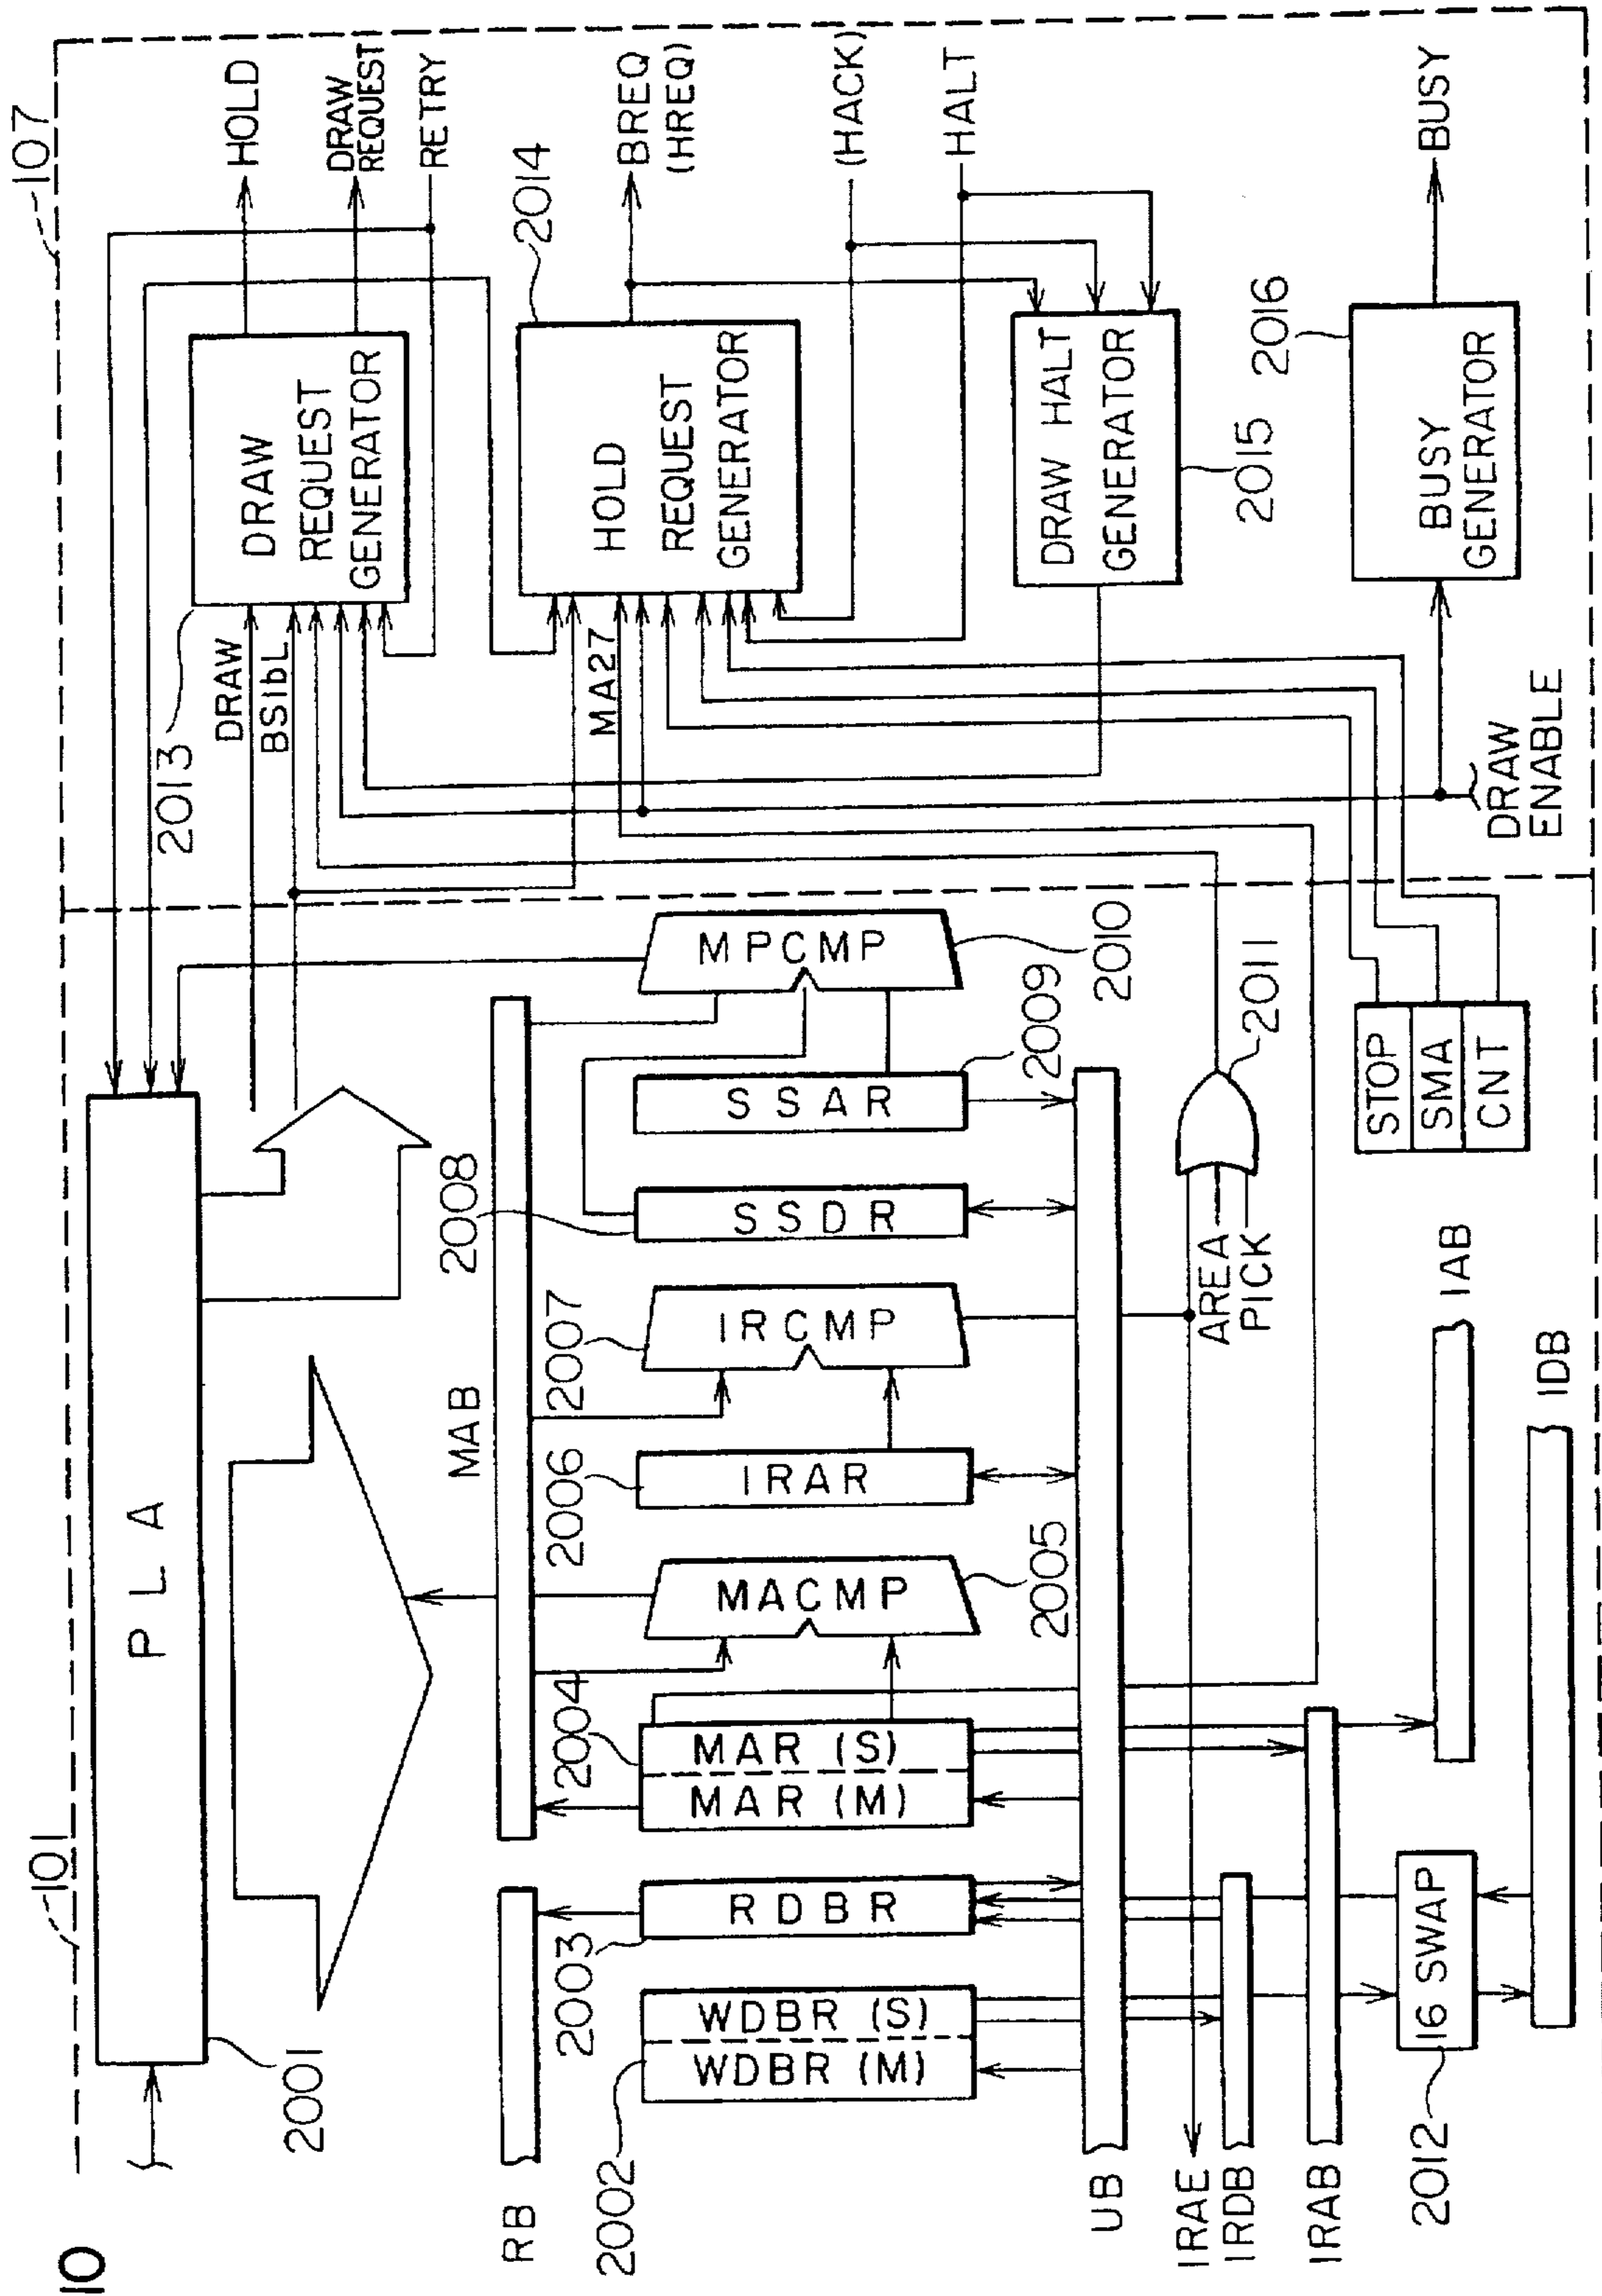 10
101
107
P L A
2001
DRAW
BSIbL
2013
DRAW
REQUEST
GENERATOR
HOLD
DRAW
REQUEST
RETRY
2014
HOLD
REQUEST
GENERATOR
MA27
BREQ
(HREQ)
(HACK)
HALT
DRAW HALT
GENERATOR
2015
BUSY
GENERATOR
2016
BUSY
DRAW
ENABLE
RB
MAB
2002
WDBR (S)
WDBR (M)
2003
RDBR
2004
MAR (S)
MAR (M)
MACMP
2005
2006
IRAR
2007
IRCMP
2008
SSDR
SSAR
2009
MPCMP
2010
UB
IRAE
IRDB
IRAB
AREA
PICK
2011
STOP
SMA
CNT
2012
16 SWAP
IAB
IDB